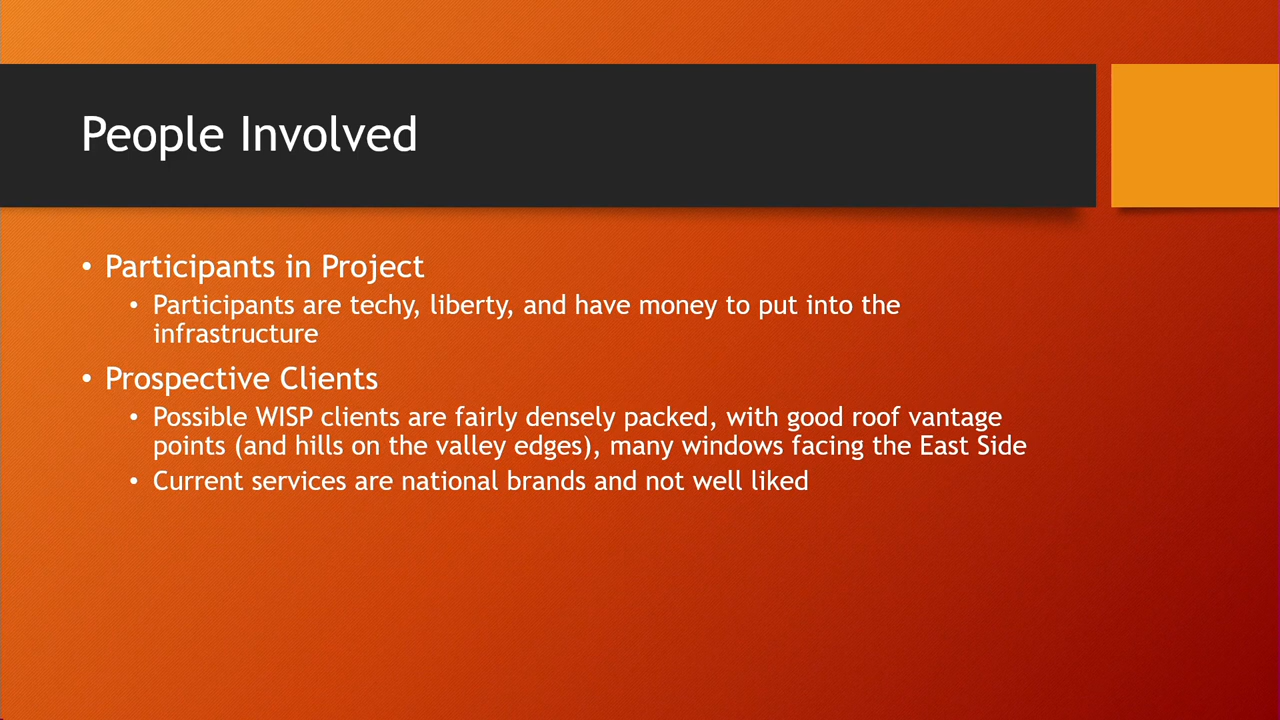 People Involved
• Participants in Project
• Participants are techy, liberty, and have money to put into the
infrastructure
• Prospective Clients
• Possible WISP clients are fairly densely packed, with good roof vantage
points (and hills on the valley edges), many windows facing the East Side
• Current services are national brands and not well liked